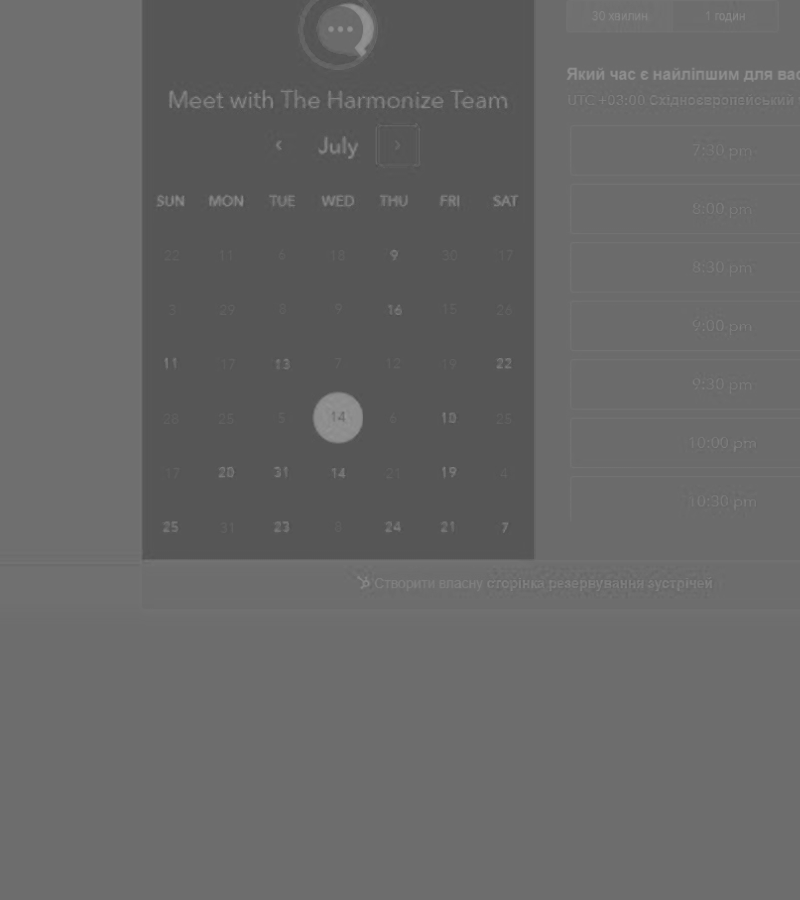 30 хвилин 1 годин
Meet with The Harmonize Team
Який час є найліпшим для вас
UTC +03:00 Східноєвропейський
‹ July ›
7:30 pm
SUN MON TUE WED THU FRI SAT
8:00 pm
22 11 6 18 9 30 17
8:30 pm
3 29 8 9 16 15 26
9:00 pm
11 17 13 7 12 19 22
9:30 pm
28 25 5 14 6 10 25
10:00 pm
17 20 31 14 21 19 4
10:30 pm
25 31 23 8 24 21 7
Створити власну сторінка резервування зустрічей